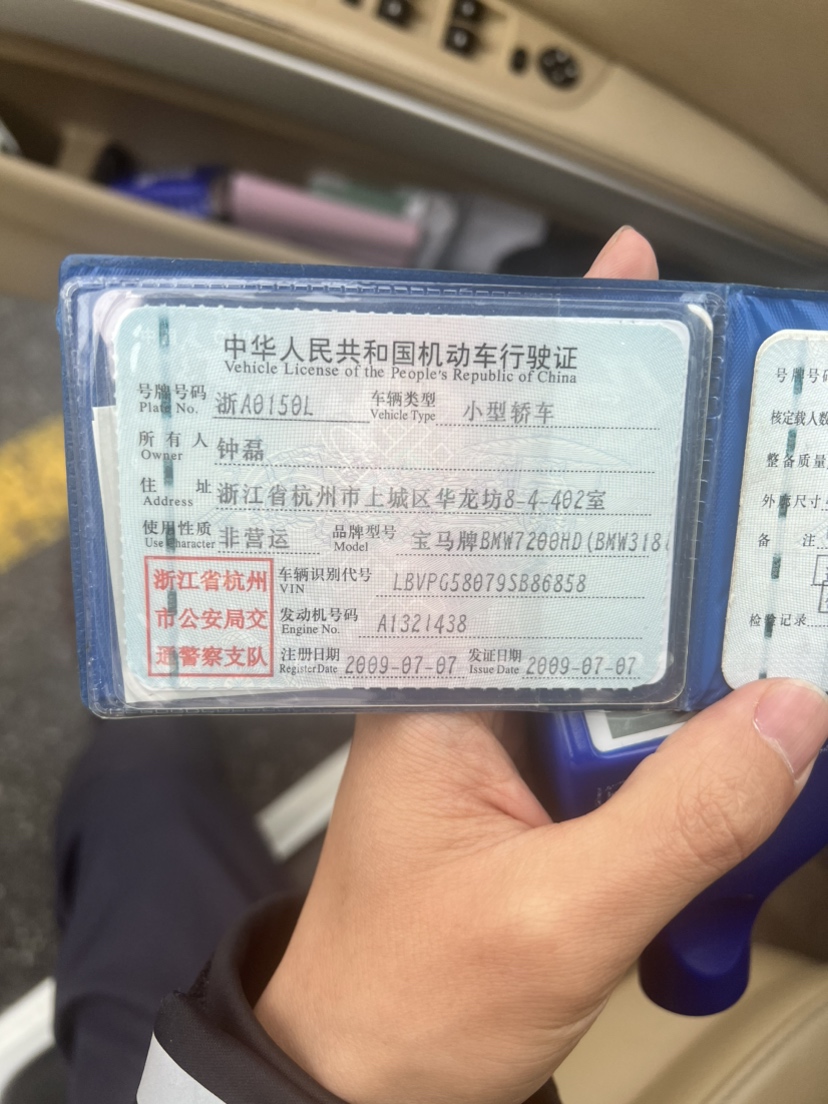 中华人民共和国机动车行驶证
Vehicle License of the People's Republic of China
号牌号码 浙A0150L 车辆类型 小型轿车
Plate No. Vehicle Type
所有人 钟磊
Owner
住址 浙江省杭州市上城区华龙坊8-4-402室
Address
使用性质 非营运 品牌型号 宝马牌BMW7200HD(BMW318i
Use Character Model
浙江省杭州
市公安局交
通警察支队
车辆识别代号 LBVPG58079SB86858
VIN
发动机号码 A1321438
Engine No.
注册日期 2009-07-07 发证日期 2009-07-07
Register Date Issue Date
号牌号码
核定载人数
整备质量
外廓尺寸
备注
检验记录